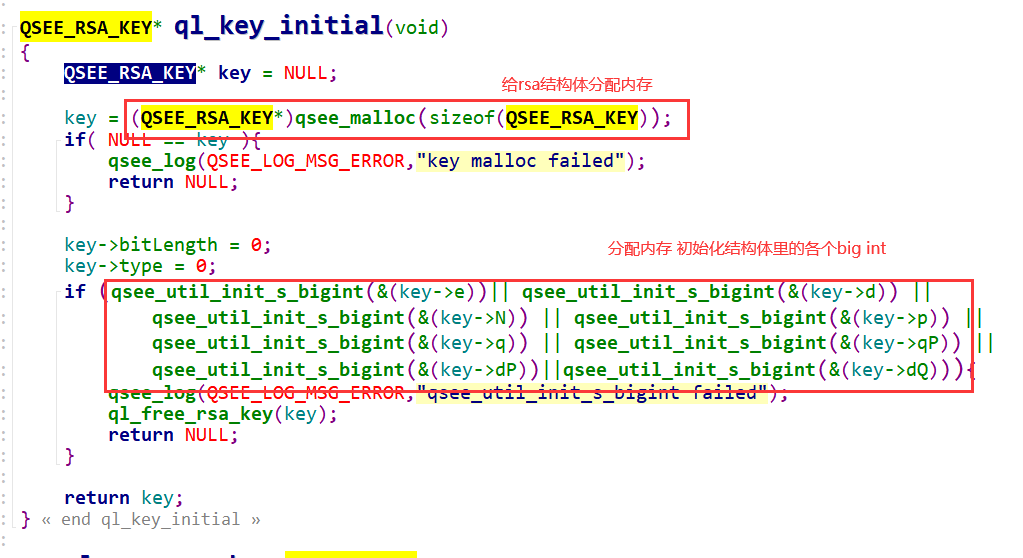 QSEE_RSA_KEY* ql_key_initial(void)
{
QSEE_RSA_KEY* key = NULL;
给rsa结构体分配内存
key = (QSEE_RSA_KEY*)qsee_malloc(sizeof(QSEE_RSA_KEY));
if( NULL == key ){
qsee_log(QSEE_LOG_MSG_ERROR,"key malloc failed");
return NULL;
}
key->bitLength = 0;
分配内存 初始化结构体里的各个big int
key->type = 0;
if (qsee_util_init_s_bigint(&(key->e))|| qsee_util_init_s_bigint(&(key->d)) ||
qsee_util_init_s_bigint(&(key->N)) || qsee_util_init_s_bigint(&(key->p)) ||
qsee_util_init_s_bigint(&(key->q)) || qsee_util_init_s_bigint(&(key->qP)) ||
qsee_util_init_s_bigint(&(key->dP))||qsee_util_init_s_bigint(&(key->dQ))){
qsee_log(QSEE_LOG_MSG_ERROR,"qsee_util_init_s_bigint failed");
ql_free_rsa_key(key);
return NULL;
}
return key;
} « end ql_key_initial »